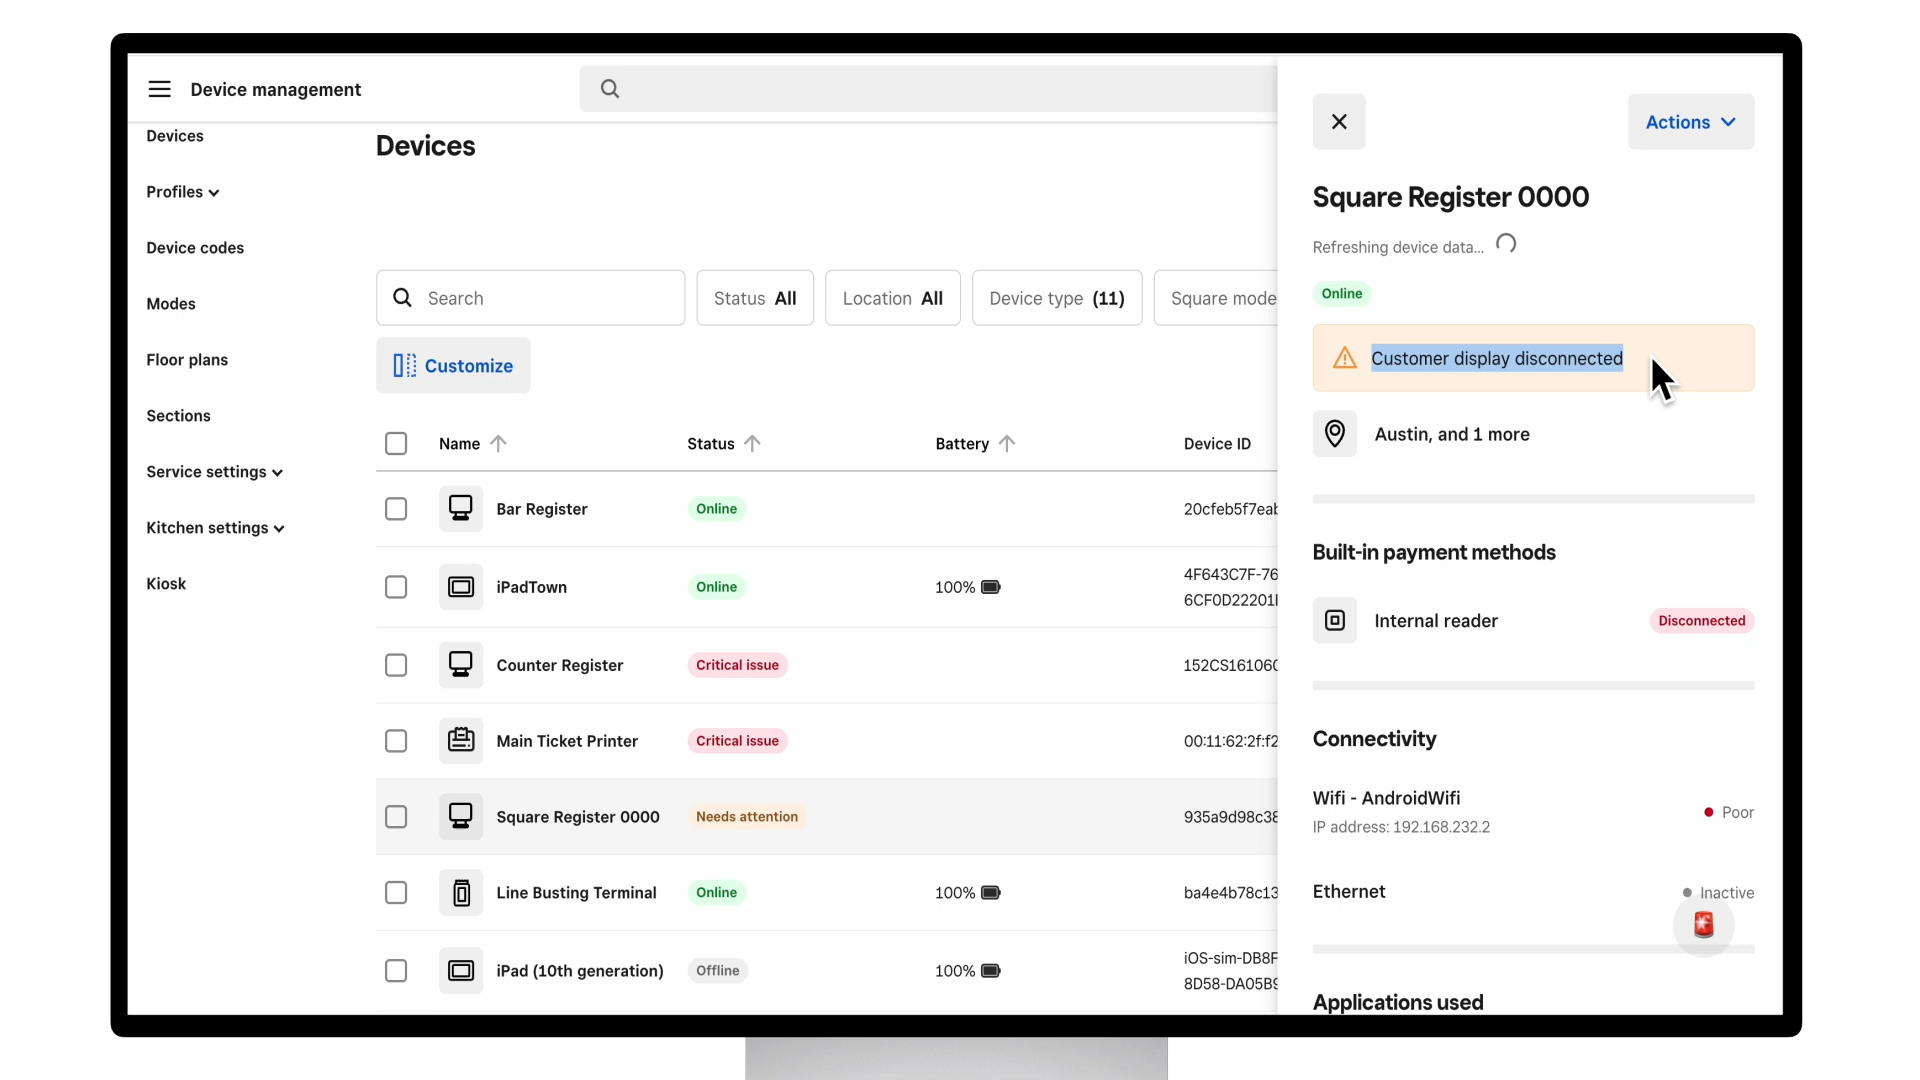 Device management
Devices
Profiles
Device codes
Modes
Floor plans
Sections
Service settings
Kitchen settings
Kiosk
Devices
Search
Status All
Location All
Device type (11)
Square mode
Customize
Name Status Battery Device ID
Bar Register Online
iPadTown Online 100% 4F643C7F-76
Counter Register Critical issue 152CS161060
Main Ticket Printer Critical issue 00:11:62:2f:f2
Square Register 0000 Needs attention 935a9d98c38
Line Busting Terminal Online 100% ba4e4b78c13
iPad (10th generation) Offline 100% iOS-sim-DB8F
Actions
Square Register 0000
Refreshing device data...
Online
Customer display disconnected
Austin, and 1 more
Built-in payment methods
Internal reader Disconnected
Connectivity
Wifi - AndroidWifi
IP address: 192.168.232.2
Poor
Ethernet Inactive
Applications used